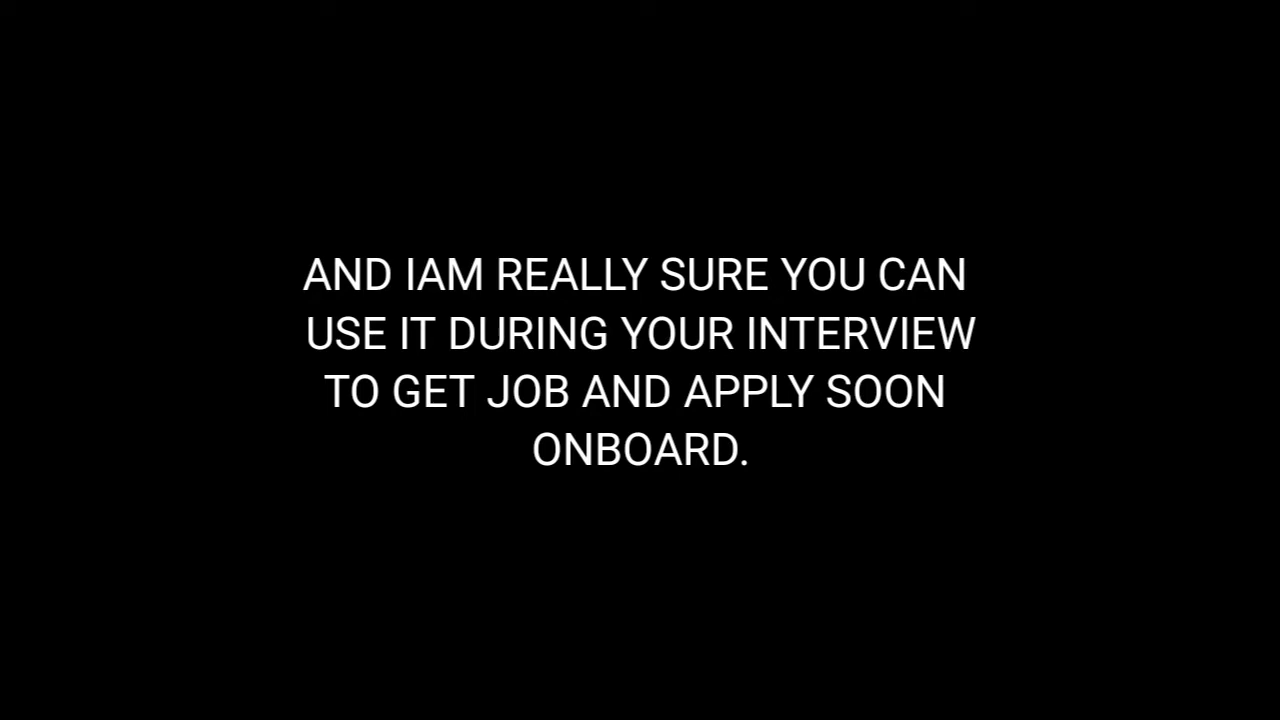 AND IAM REALLY SURE YOU CAN
USE IT DURING YOUR INTERVIEW
TO GET JOB AND APPLY SOON
ONBOARD.